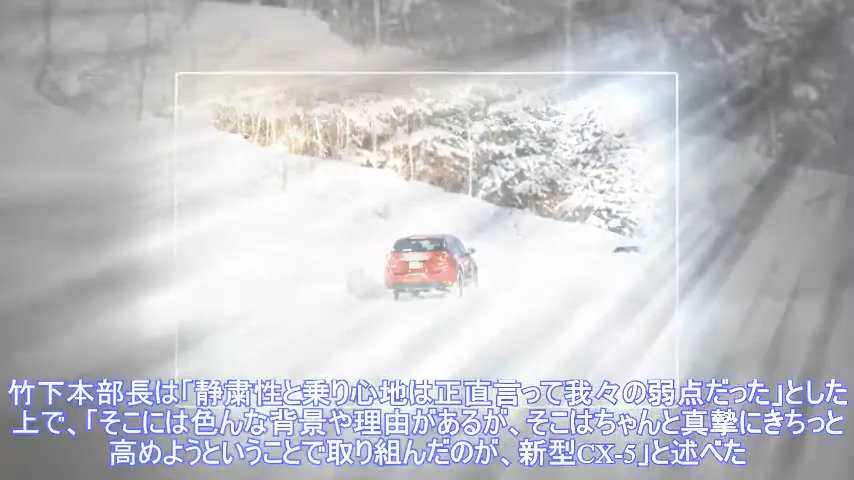 竹下本部長は「静粛性と乗り心地は正直言って我々の弱点だった」とした
上で、「そこには色んな背景や理由があるが、そこはちゃんと真摯にきちっと
高めようということで取り組んだのが、新型CX-5」と述べた